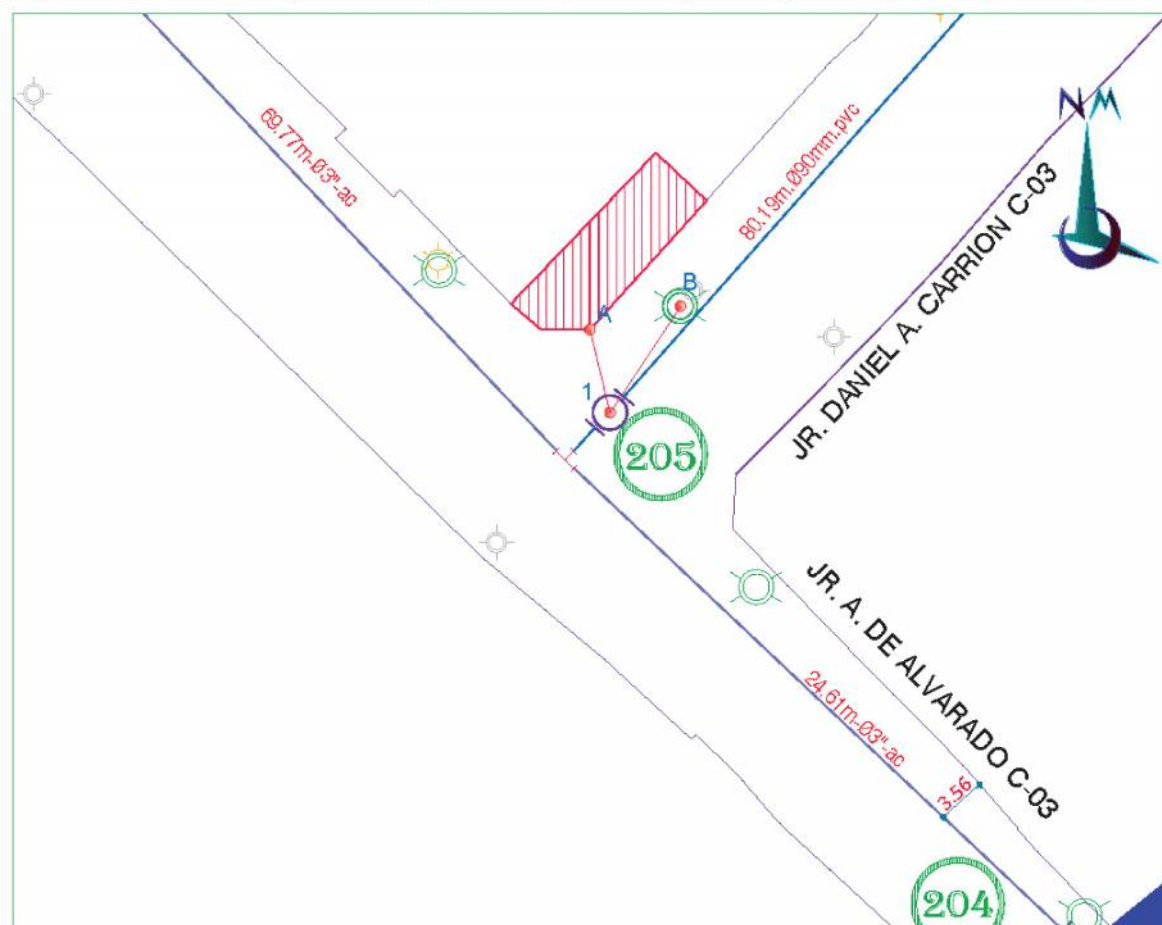 NM
69.77m-Ø3"-ac
80.19m.Ø90mm.pvc
JR. DANIEL A. CARRION C-03
B
A
1
205
JR. A. DE ALVARADO C-03
24.61m-Ø3"-ac
3.56
204